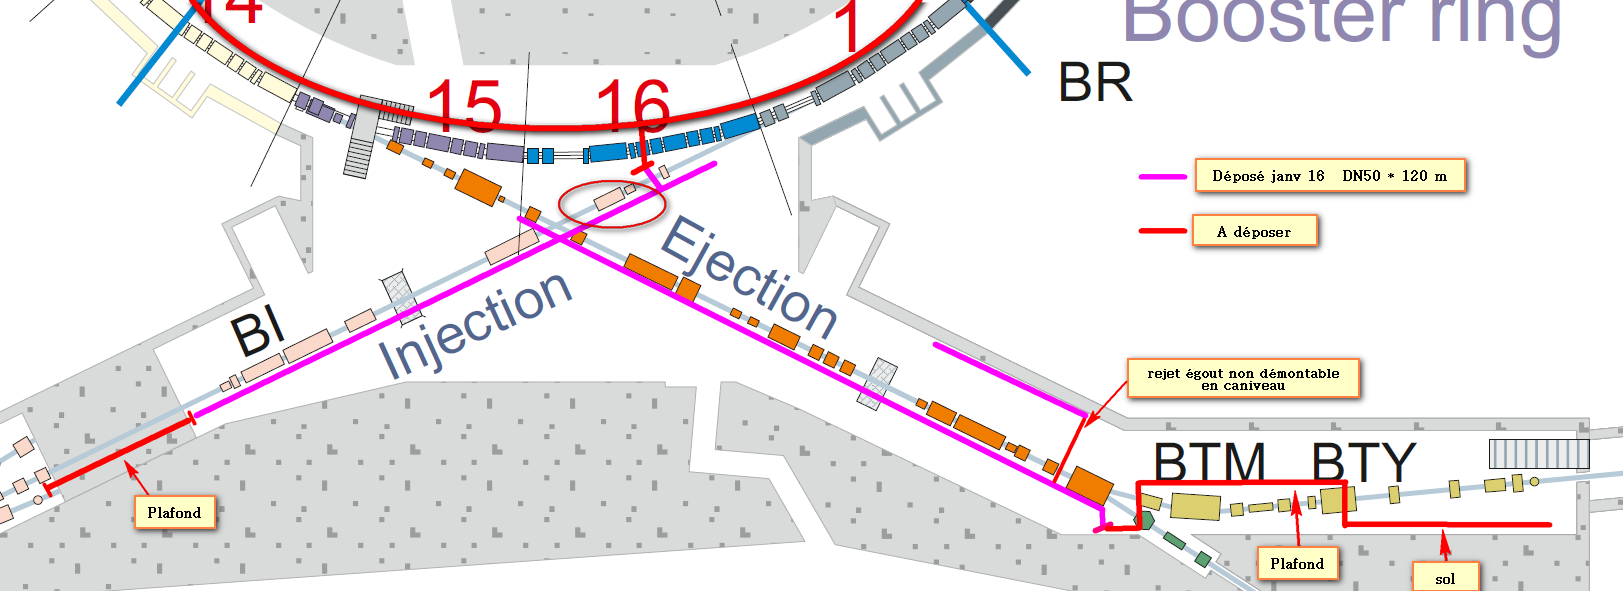 14
1
Booster ring
BR
15
16
Déposé janv 16 DN50 * 120 m
A déposer
Ejection
Injection
BI
rejet égout non démontable
en caniveau
BTM
BTY
Plafond
Plafond
sol